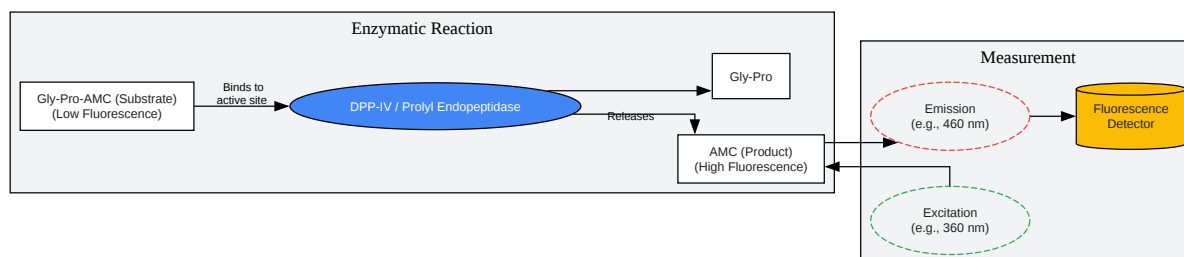 Enzymatic Reaction
Gly-Pro-AMC (Substrate)
(Low Fluorescence)
Binds to
active site
DPP-IV / Prolyl Endopeptidase
Gly-Pro
Releases
AMC (Product)
(High Fluorescence)
Measurement
Emission
(e.g., 460 nm)
Fluorescence
Detector
Excitation
(e.g., 360 nm)